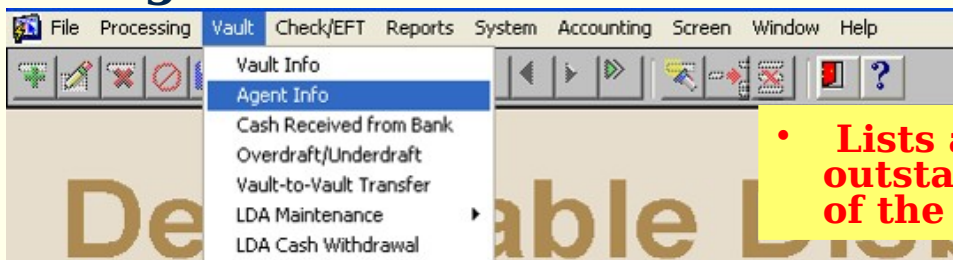 File Processing Vault Check/EFT Reports System Accounting Screen Window Help
Vault Info
Agent Info
Cash Received from Bank
Overdraft/Underdraft
Vault-to-Vault Transfer
LDA Maintenance
LDA Cash Withdrawal
• Lists
outsta
of the
De able